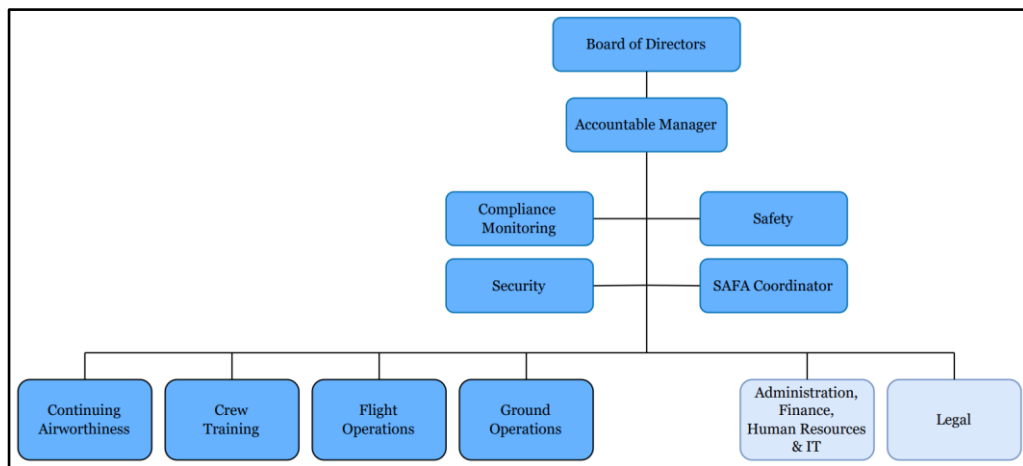 Board of Directors
Accountable Manager
Compliance
Monitoring
Safety
Security
SAFA Coordinator
Continuing
Airworthiness
Crew
Training
Flight
Operations
Ground
Operations
Administration,
Finance,
Human Resources
& IT
Legal